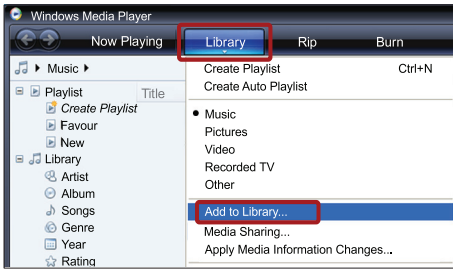 Windows Media Player
Now Playing Library Rip Burn
Music
Playlist Title
Create Playlist
Favour
New
Library
Artist
Album
Songs
Genre
Year
Rating
Create Playlist Ctrl+N
Create Auto Playlist
Music
Pictures
Video
Recorded TV
Other
Add to Library...
Media Sharing...
Apply Media Information Changes...